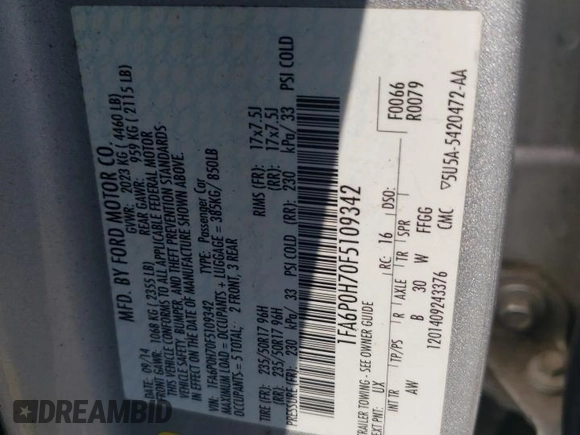 MFD. BY FORD MOTOR CO.
DATE: 09/14 GVWR: 2023 KG ( 4460 LB)
FRONT GAWR: 1068 KG ( 2355 LB) REAR GAWR: 959 KG ( 2115 LB)
THIS VEHICLE CONFORMS TO ALL APPLICABLE FEDERAL MOTOR
VEHICLE SAFETY, BUMPER, AND THEFT PREVENTION STANDARDS
IN EFFECT ON THE DATE OF MANUFACTURE SHOWN ABOVE.
VIN: 1FA6P0H70F5109342 TYPE: Passenger Car
MAXIMUM LOAD = OCCUPANTS + LUGGAGE = 385KG/ 850LB
OCCUPANTS = 5 TOTAL: 2 FRONT, 3 REAR
TIRE (FR): 235/50R17 96H RIMS (FR): 17x7.5J
(RR): 235/50R17 96H (RR): 17x7.5J
PRESSURE (FR): 230 kPa/ 33 PSI COLD (RR): 230 kPa/ 33 PSI COLD
1FA6P0H70F5109342
F0066
R0079
TRAILER TOWING - SEE OWNER GUIDE
EXT PNT: UX RC: 16 DSO:
INT TR TP/PS R AXLE TR SPR
AW B 30 W FFGG
1201409243376 CMC ▽5U5A-5420472-AA
AUTOBIDCAR
AUTOBIDCAR